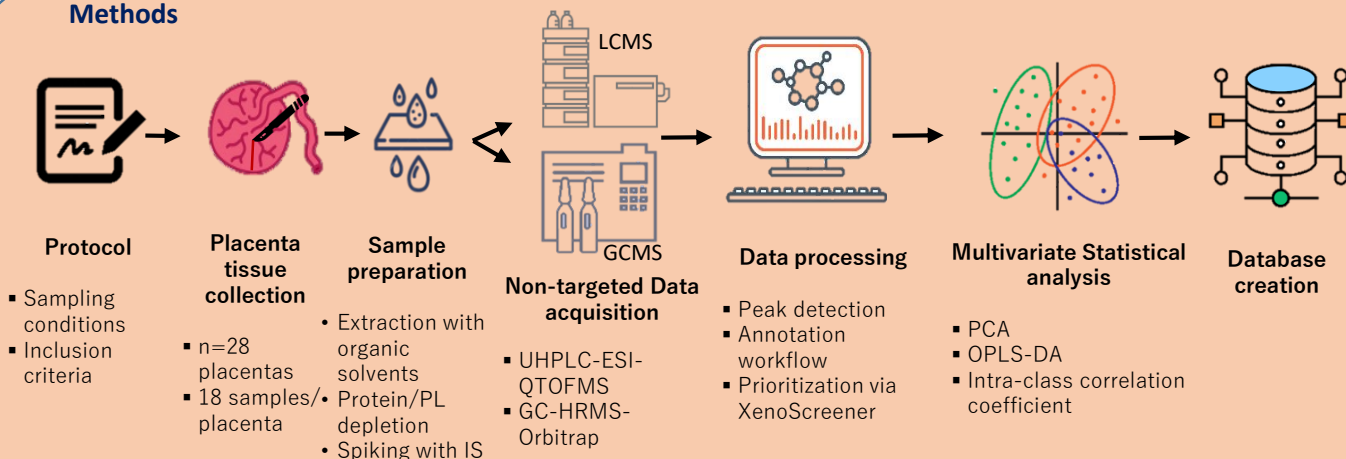 Methods
LCMS
GCMS
Protocol
▪ Sampling
conditions
▪ Inclusion
criteria
Placenta
tissue
collection
▪ n=28
placentas
▪ 18 samples/
placenta
Sample
preparation
• Extraction with
organic
solvents
• Protein/PL
depletion
• Spiking with IS
Non-targeted Data
acquisition
▪ UHPLC-ESI-
QTOFMS
▪ GC-HRMS-
Orbitrap
Data processing
▪ Peak detection
▪ Annotation
workflow
▪ Prioritization via
XenoScreener
Multivariate Statistical
analysis
▪ PCA
▪ OPLS-DA
▪ Intra-class correlation
coefficient
Database
creation